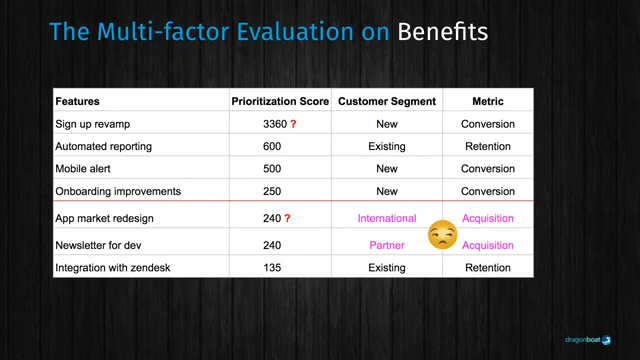 The Multi-factor Evaluation on Benefits
Features Prioritization Score Customer Segment Metric
Sign up revamp 3360 ? New Conversion
Automated reporting 600 Existing Retention
Mobile alert 500 New Conversion
Onboarding improvements 250 New Conversion
App market redesign 240 ? International Acquisition
Newsletter for dev 240 Partner Acquisition
Integration with zendesk 135 Existing Retention
dragonboat